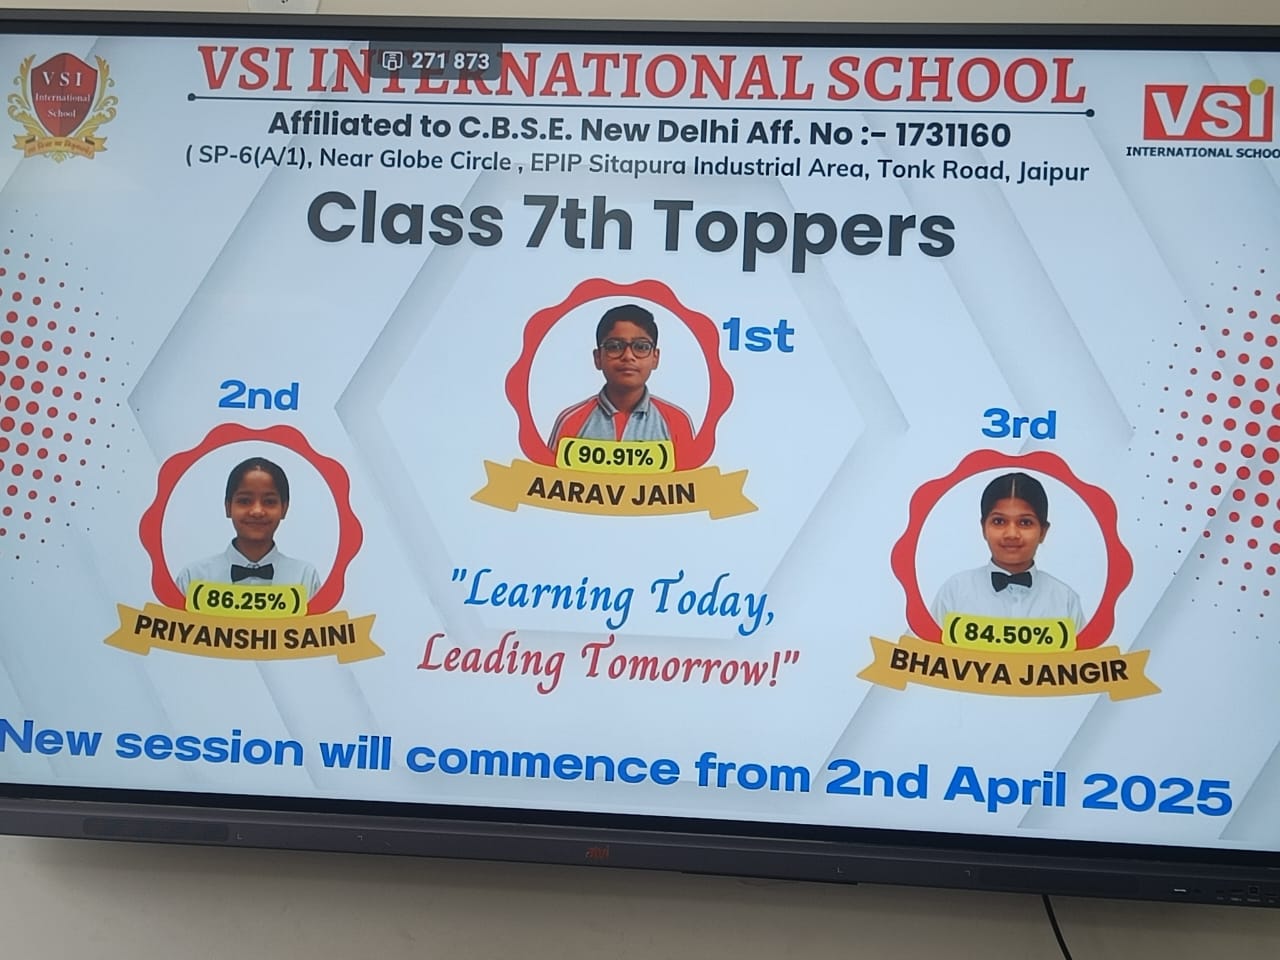 VSI
International
School
271 873
VSI INTERNATIONAL SCHOOL
Affiliated to C.B.S.E. New Delhi Aff. No :- 1731160
( SP-6(A/1), Near Globe Circle , EPIP Sitapura Industrial Area, Tonk Road, Jaipur
VSI
INTERNATIONAL SCHOO
Class 7th Toppers
1st
(90.91%)
AARAV JAIN
2nd
(86.25%)
PRIYANSHI SAINI
3rd
(84.50%)
BHAVYA JANGIR
"Learning Today,
Leading Tomorrow!"
New session will commence from 2nd April 2025